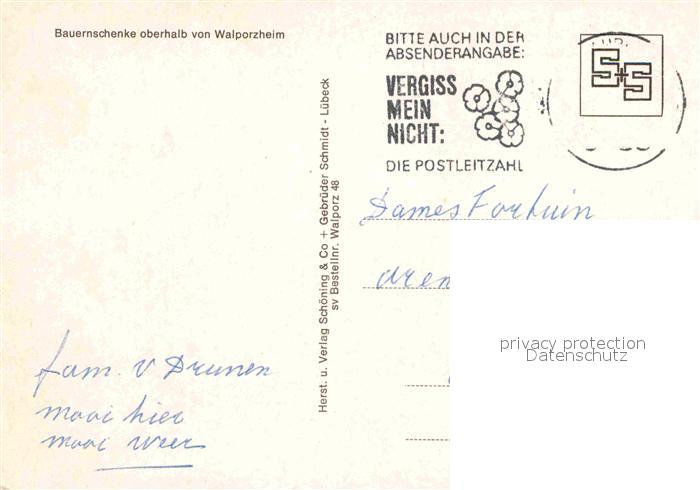 Bauernschenke oberhalb von Walporzheim
BITTE AUCH IN DER
ABSENDERANGABE:
VERGISS
MEIN
NICHT:
DIE POSTLEITZAHL
S+S
Herst. u. Verlag Schöning & Co + Gebrüder Schmidt - Lübeck
sv Bestellnr. Walporz 48
Dames Fortuin
fam. v Drunen
mooi hier
mooi weer
privacy protection
Datenschutz